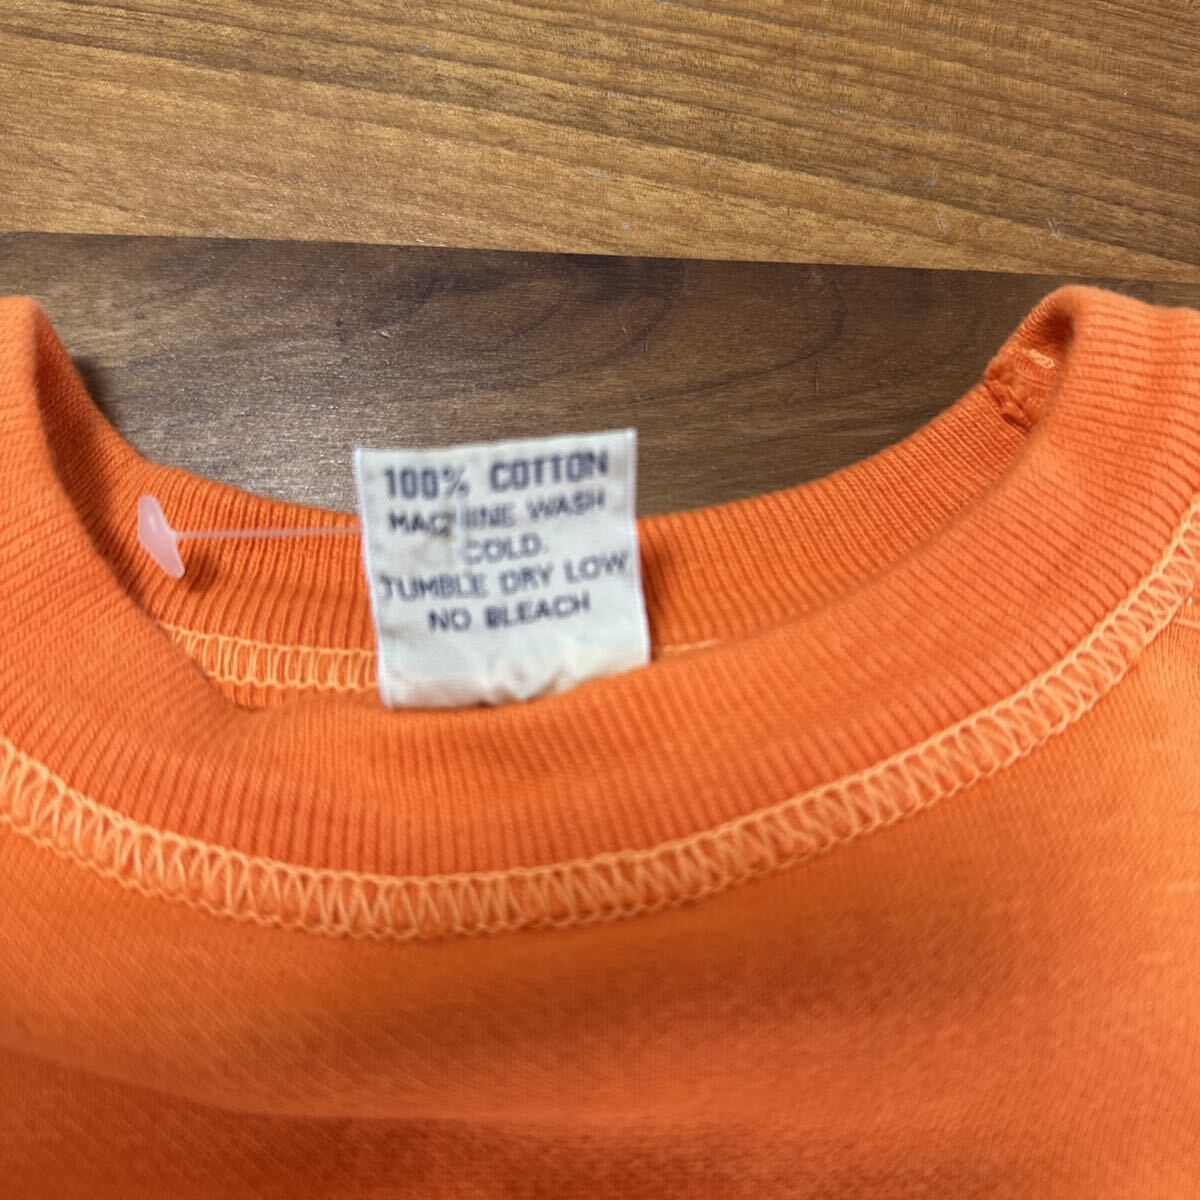 100% COTTON
MACHINE WASH
COLD.
TUMBLE DRY LOW
NO BLEACH